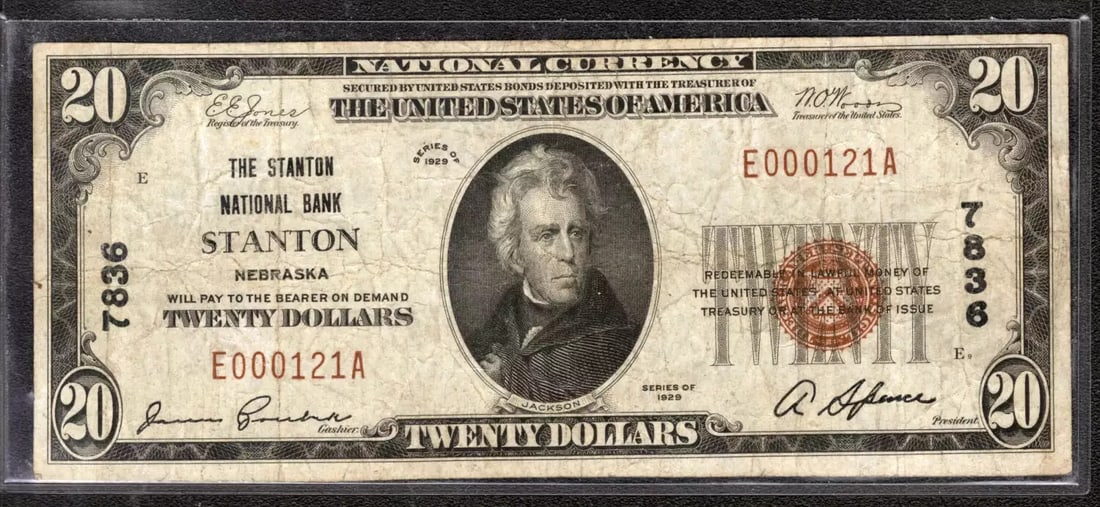 NATIONAL CURRENCY
SECURED BY UNITED STATES BONDS DEPOSITED WITH THE TREASURER OF
THE UNITED STATES OF AMERICA
20
20
E.E. Jones
Register of the Treasury.
W.O. Woods
Treasurer of the United States.
SERIES OF
1929
E000121A
THE STANTON
NATIONAL BANK
STANTON
NEBRASKA
WILL PAY TO THE BEARER ON DEMAND
TWENTY DOLLARS
E
7836
7836
TWENTY
REDEEMABLE IN LAWFUL MONEY OF
THE UNITED STATES AT UNITED STATES
TREASURY OR AT THE BANK OF ISSUE
E000121A
E9
SERIES OF
1929
JACKSON
20
20
Cashier.
A Spence
President.
TWENTY DOLLARS